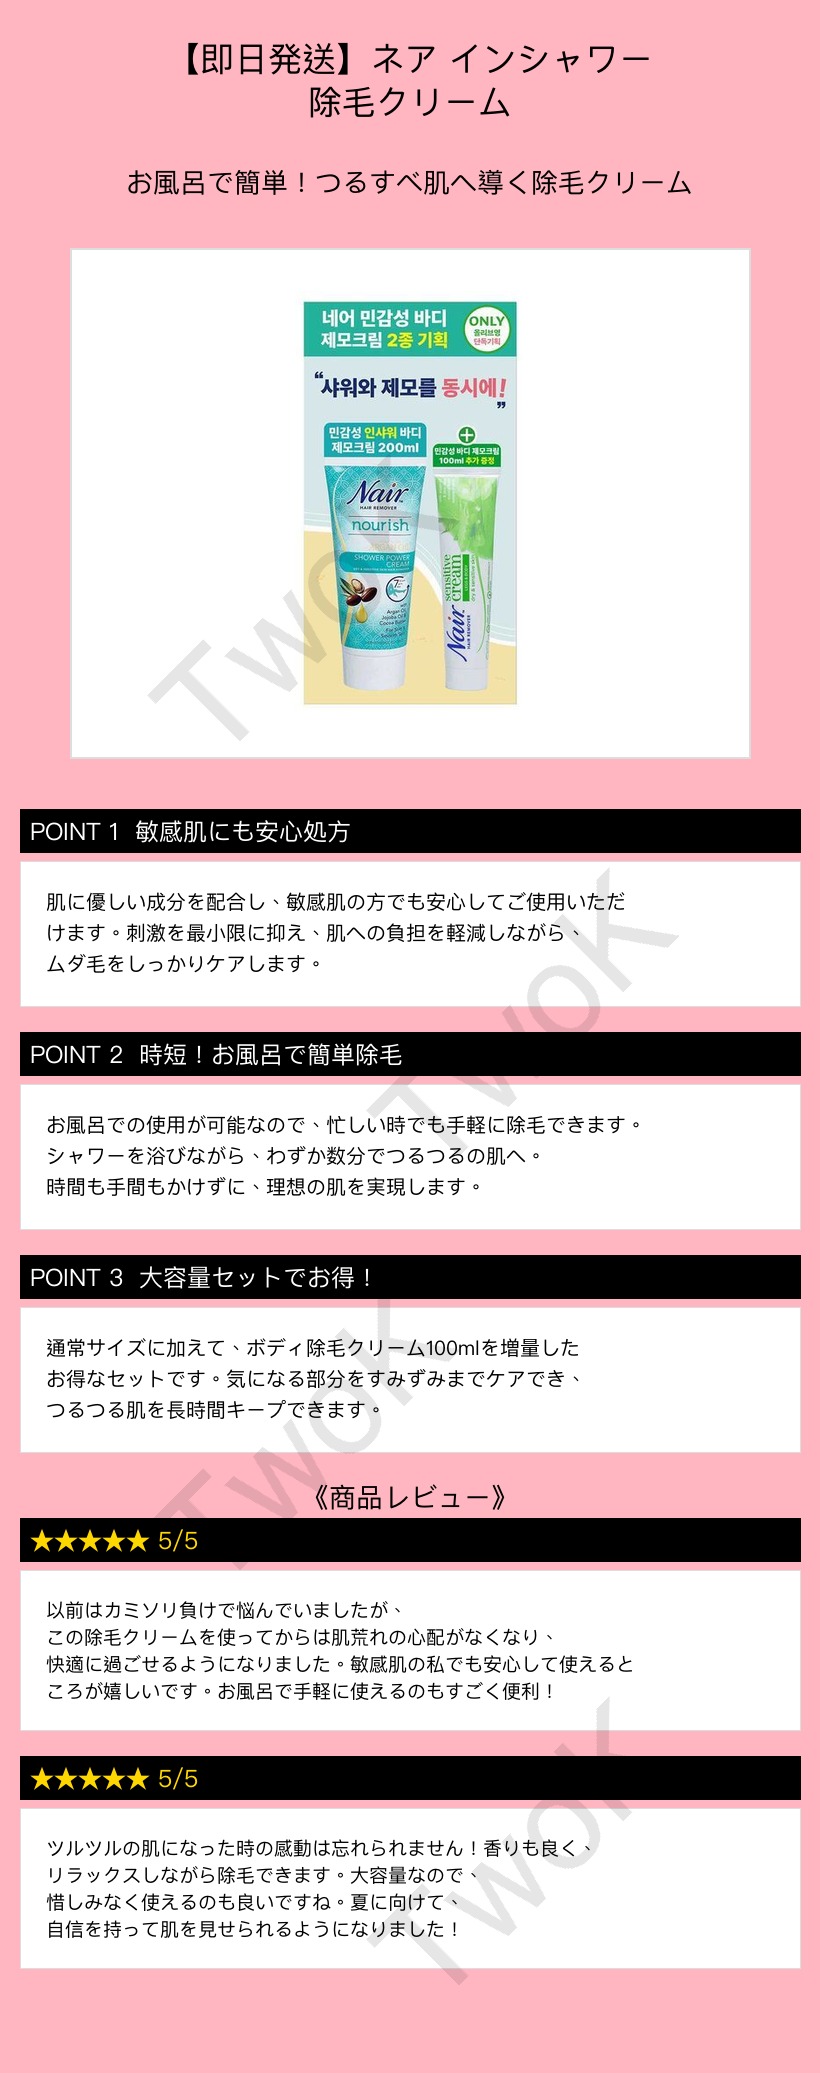 【即日発送】ネア インシャワー
除毛クリーム
お風呂で簡単！つるすべ肌へ導く除毛クリーム
네어 민감성 바디
제모크림 2종 기획
ONLY
올리브영
단독기획
“샤워와 제모를 동시에!”
민감성 인샤워 바디
제모크림 200ml
민감성 바디 제모크림
100ml 추가 증정
Nair
HAIR REMOVER
nourish
SHOWER POWER
CREAM
7
Argan Oil
Jojoba Oil &
Cocoa Butter
sensitive
cream
Nair
HAIR REMOVER
TwoK
POINT 1 敏感肌にも安心処方
肌に優しい成分を配合し、敏感肌の方でも安心してご使用いただ
けます。刺激を最小限に抑え、肌への負担を軽減しながら、
ムダ毛をしっかりケアします。
TwoK
POINT 2 時短！お風呂で簡単除毛
お風呂での使用が可能なので、忙しい時でも手軽に除毛できます。
シャワーを浴びながら、わずか数分でつるつるの肌へ。
時間も手間もかけずに、理想の肌を実現します。
POINT 3 大容量セットでお得！
通常サイズに加えて、ボディ除毛クリーム100mlを増量した
お得なセットです。気になる部分をすみずみまでケアでき、
つるつる肌を長時間キープできます。
TwoK
《商品レビュー》
★★★★★ 5/5
以前はカミソリ負けで悩んでいましたが、
この除毛クリームを使ってからは肌荒れの心配がなくなり、
快適に過ごせるようになりました。敏感肌の私でも安心して使えると
ころが嬉しいです。お風呂で手軽に使えるのもすごく便利！
★★★★★ 5/5
ツルツルの肌になった時の感動は忘れられません！香りも良く、
リラックスしながら除毛できます。大容量なので、
惜しみなく使えるのも良いですね。夏に向けて、
自信を持って肌を見せられるようになりました！
TwoK